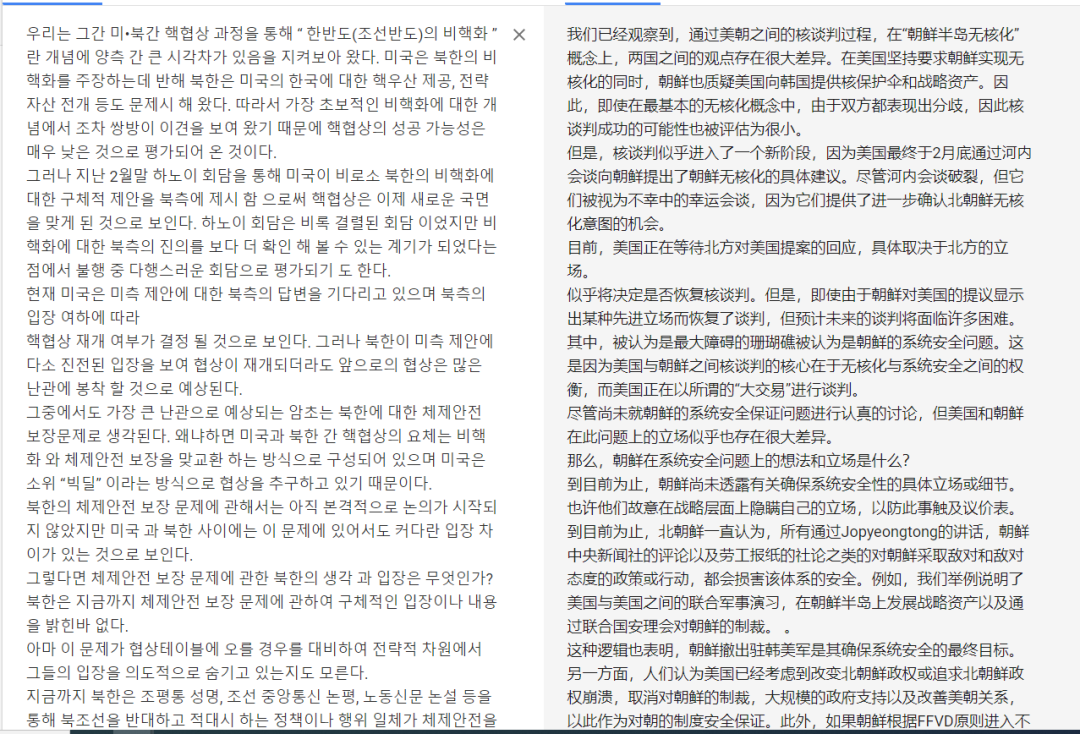 우리는 그간 미•북간 핵협상 과정을 통해 “ 한반도(조선반도)의 비핵화 ”
란 개념에 양측 간 큰 시각차가 있음을 지켜보아 왔다. 미국은 북한의 비
핵화를 주장하는데 반해 북한은 미국의 한국에 대한 핵우산 제공, 전략
자산 전개 등도 문제시 해 왔다. 따라서 가장 초보적인 비핵화에 대한 개
념에서 조차 쌍방이 이견을 보여 왔기 때문에 핵협상의 성공 가능성은
매우 낮은 것으로 평가되어 온 것이다.
그러나 지난 2월말 하노이 회담을 통해 미국이 비로소 북한의 비핵화에
대한 구체적 제안을 북측에 제시 함 으로써 핵협상은 이제 새로운 국면
을 맞게 된 것으로 보인다. 하노이 회담은 비록 결렬된 회담 이었지만 비
핵화에 대한 북측의 진의를 보다 더 확인 해 볼 수 있는 계기가 되었다는
점에서 불행 중 다행스러운 회담으로 평가되기 도 한다.
현재 미국은 미측 제안에 대한 북측의 답변을 기다리고 있으며 북측의
입장 여하에 따라
핵협상 재개 여부가 결정 될 것으로 보인다. 그러나 북한이 미측 제안에
다소 진전된 입장을 보여 협상이 재개되더라도 앞으로의 협상은 많은
난관에 봉착 할 것으로 예상된다.
그중에서도 가장 큰 난관으로 예상되는 암초는 북한에 대한 체제안전
보장문제로 생각된다. 왜냐하면 미국과 북한 간 핵협상의 요체는 비핵
화 와 체제안전 보장을 맞교환 하는 방식으로 구성되어 있으며 미국은
소위 “빅딜” 이라는 방식으로 협상을 추구하고 있기 때문이다.
북한의 체제안전 보장 문제에 관해서는 아직 본격적으로 논의가 시작되
지 않았지만 미국 과 북한 사이에는 이 문제에 있어서도 커다란 입장 차
이가 있는 것으로 보인다.
그렇다면 체제안전 보장 문제에 관한 북한의 생각 과 입장은 무엇인가?
북한은 지금까지 체제안전 보장 문제에 관하여 구체적인 입장이나 내용
을 밝힌바 없다.
아마 이 문제가 협상테이블에 오를 경우를 대비하여 전략적 차원에서
그들의 입장을 의도적으로 숨기고 있는지도 모른다.
지금까지 북한은 조평통 성명, 조선 중앙통신 논평, 노동신문 논설 등을
통해 북조선을 반대하고 적대시 하는 정책이나 행위 일체가 체제안전을
我们已经观察到，通过美朝之间的核谈判过程，在“朝鲜半岛无核化”
概念上，两国之间的观点存在很大差异。在美国坚持要求朝鲜实现无
核化的同时，朝鲜也质疑美国向韩国提供核保护伞和战略资产。因
此，即使在最基本的无核化概念中，由于双方都表现出分歧，因此核
谈判成功的可能性也被评估为很小。
但是，核谈判似乎进入了一个新阶段，因为美国最终于2月底通过河内
会谈向朝鲜提出了朝鲜无核化的具体建议。尽管河内会谈破裂，但它
们被视为不幸中的幸运会谈，因为它们提供了进一步确认北朝鲜无核
化意图的机会。
目前，美国正在等待北方对美国提案的回应，具体取决于北方的立
场。
似乎将决定是否恢复核谈判。但是，即使由于朝鲜对美国的提议显示
出某种先进立场而恢复了谈判，但预计未来的谈判将面临许多困难。
其中，被认为是最大障碍的珊瑚礁被认为是朝鲜的系统安全问题。这
是因为美国与朝鲜之间核谈判的核心在于无核化与系统安全之间的权
衡，而美国正在以所谓的“大交易”进行谈判。
尽管尚未就朝鲜的系统安全保证问题进行认真的讨论，但美国和朝鲜
在此问题上的立场似乎也存在很大差异。
那么，朝鲜在系统安全问题上的想法和立场是什么？
到目前为止，朝鲜尚未透露有关确保系统安全性的具体立场或细节。
也许他们故意在战略层面上隐瞒自己的立场，以防此事触及议价表。
到目前为止，北朝鲜一直认为，所有通过Jopyeongtong的讲话，朝鲜
中央新闻社的评论以及劳工报纸的社论之类的对朝鲜采取敌对和敌对
态度的政策或行动，都会损害该体系的安全。例如，我们举例说明了
美国与美国之间的联合军事演习，在朝鲜半岛上发展战略资产以及通
过联合国安理会对朝鲜的制裁。 。
这种逻辑也表明，朝鲜撤出驻韩美军是其确保系统安全的最终目标。
另一方面，人们认为美国已经考虑到改变北朝鲜政权或追求北朝鲜政
权崩溃，取消对朝鲜的制裁，大规模的政府支持以及改善美朝关系，
以此作为对朝的制度安全保证。此外，如果朝鲜根据FFVD原则进入不